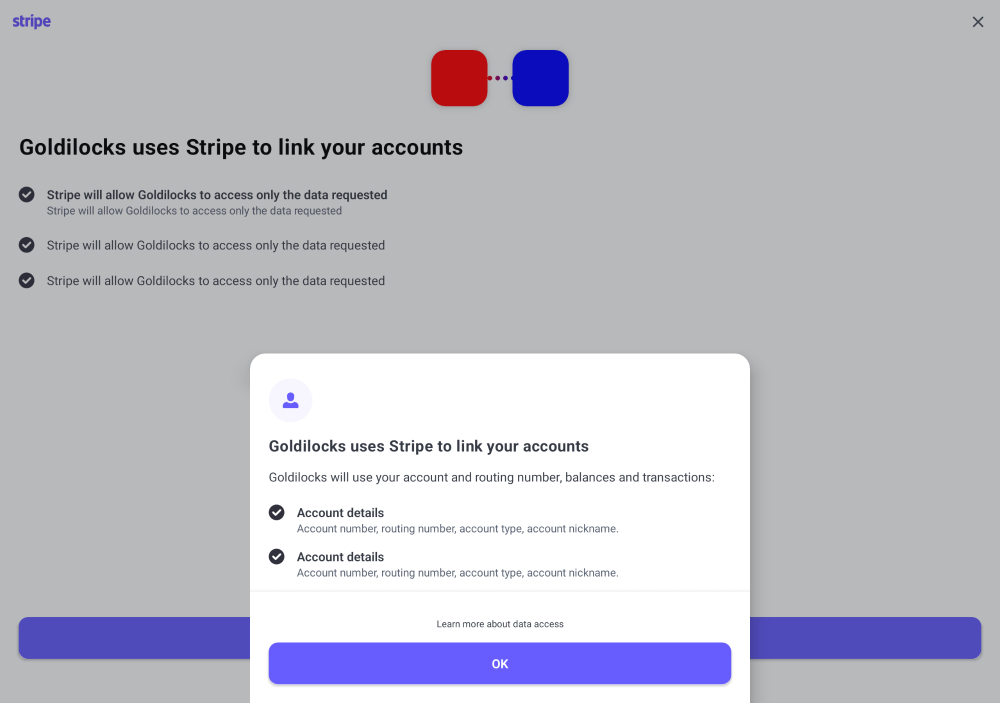 stripe
Goldilocks uses Stripe to link your accounts
Stripe will allow Goldilocks to access only the data requested
Stripe will allow Goldilocks to access only the data requested
Stripe will allow Goldilocks to access only the data requested
Stripe will allow Goldilocks to access only the data requested
Goldilocks uses Stripe to link your accounts
Goldilocks will use your account and routing number, balances and transactions:
Account details
Account number, routing number, account type, account nickname.
Account details
Account number, routing number, account type, account nickname.
Learn more about data access
OK